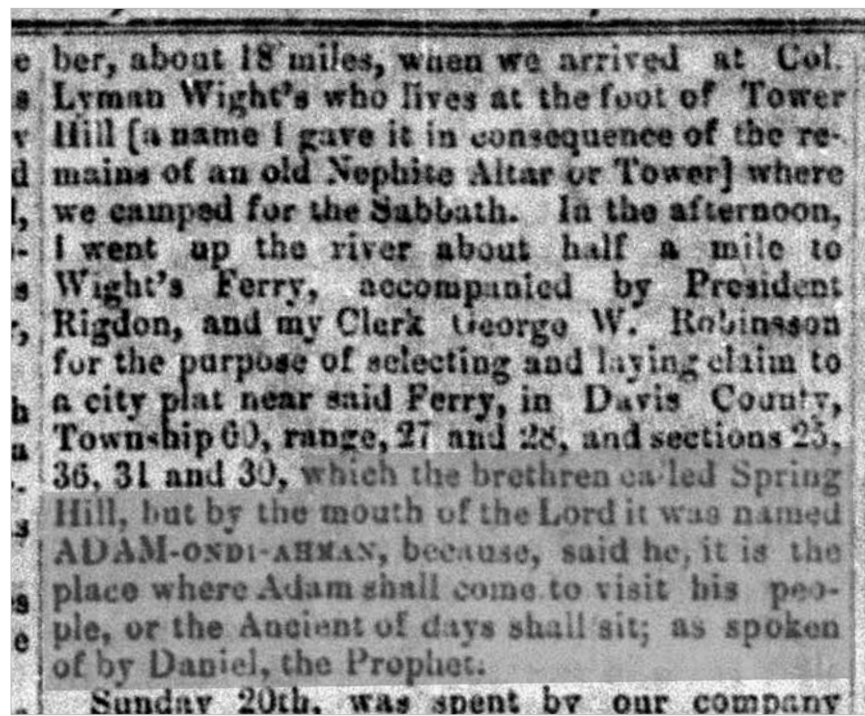 ber, about 18 miles, when we arrived at Col.
Lyman Wight's who lives at the foot of Tower
Hill [a name I gave it in consequence of the re-
mains of an old Nephite Altar or Tower] where
we camped for the Sabbath. In the afternoon,
I went up the river about half a mile to
Wight's Ferry, accompanied by President
Rigdon, and my Clerk George W. Robinsson
for the purpose of selecting and laying claim to
a city plat near said Ferry, in Davis County,
Township 60, range, 27 and 28, and sections 25,
36, 31 and 30, which the brethren called Spring
Hill, but by the mouth of the Lord it was named
ADAM-ONDI-AHMAN, because, said he, it is the
place where Adam shall come to visit his peo-
ple, or the Ancient of days shall sit; as spoken
of by Daniel, the Prophet.
Sunday 20th, was spent by our company